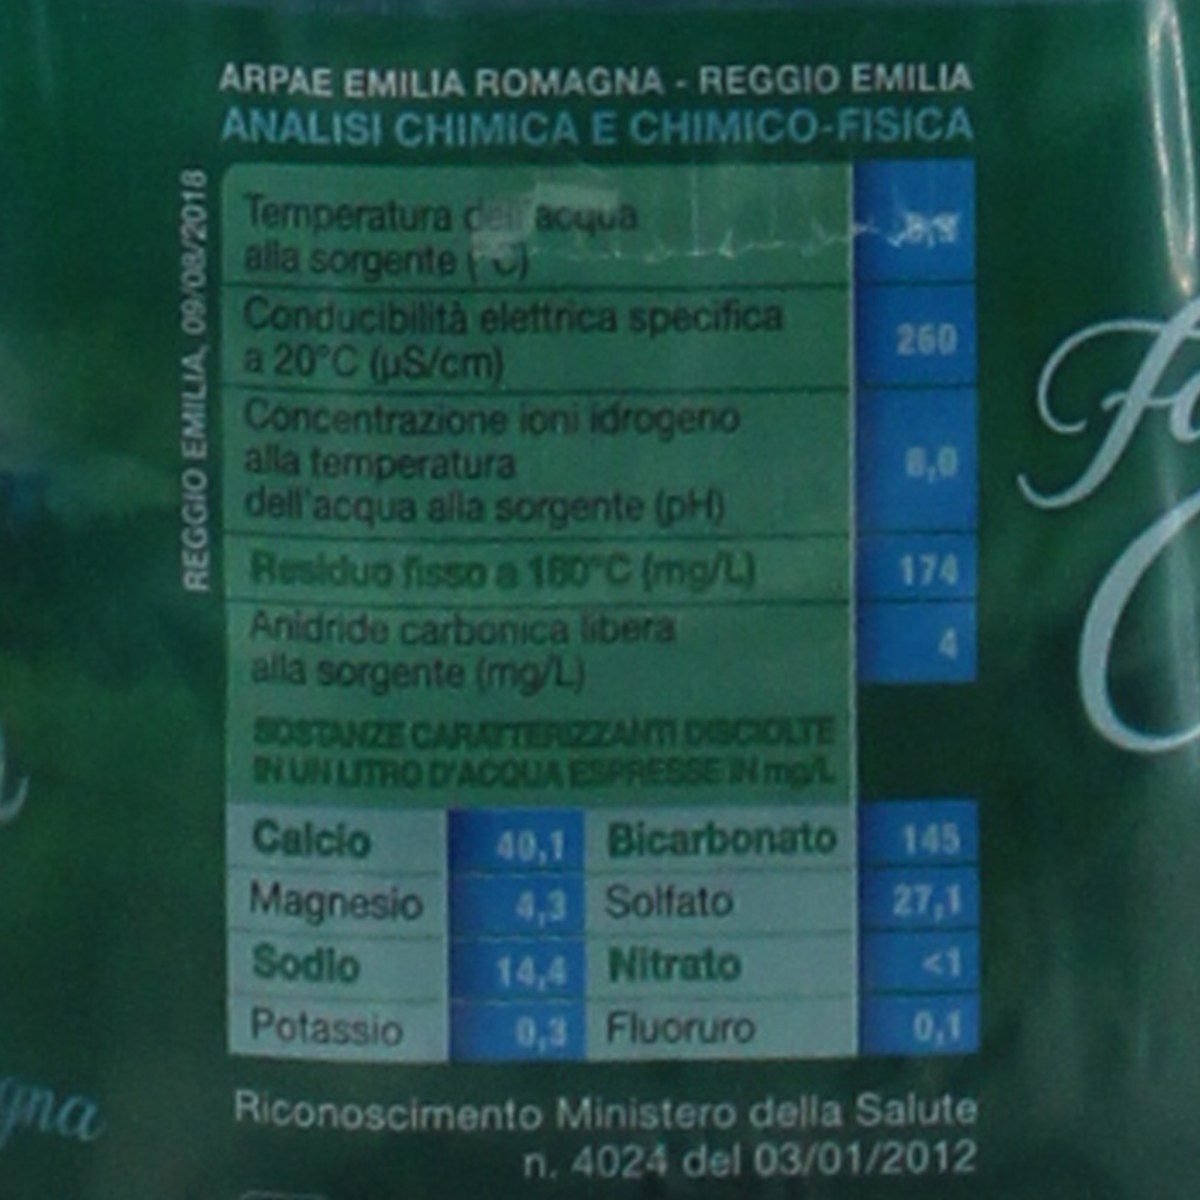 ARPAE EMILIA ROMAGNA - REGGIO EMILIA
ANALISI CHIMICA E CHIMICO-FISICA
REGGIO EMILIA, 09/08/2018
Temperatura dell'acqua
alla sorgente (°C)
Conducibilità elettrica specifica
a 20°C (µS/cm) 260
Concentrazione ioni idrogeno
alla temperatura
dell'acqua alla sorgente (pH) 8,0
Residuo fisso a 180°C (mg/L) 174
Anidride carbonica libera
alla sorgente (mg/L) 4
SOSTANZE CARATTERIZZANTI DISCIOLTE
IN UN LITRO D'ACQUA ESPRESSE IN mg/L
Calcio 40,1 Bicarbonato 145
Magnesio 4,3 Solfato 27,1
Sodio 14,4 Nitrato <1
Potassio 0,3 Fluoruro 0,1
Riconoscimento Ministero della Salute
n. 4024 del 03/01/2012